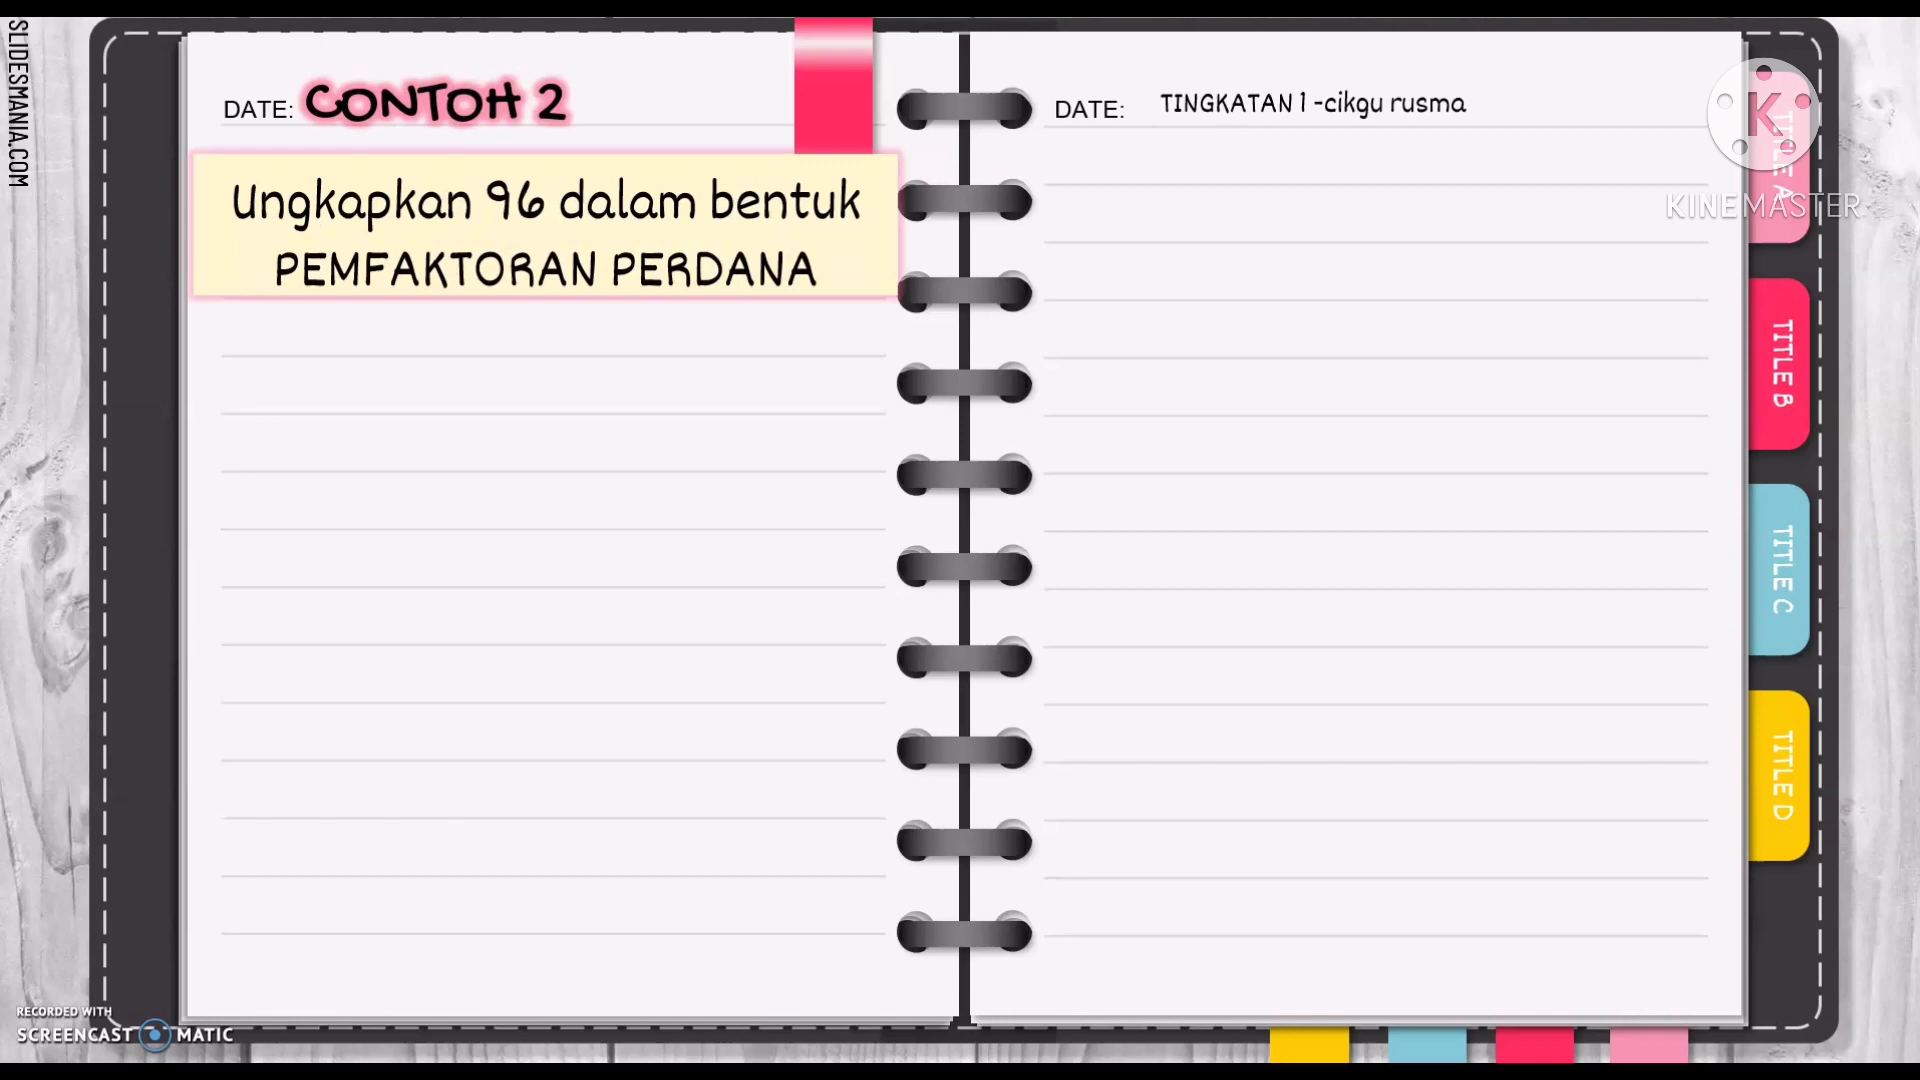 SLIDESMANIA.COM
DATE: CONTOH 2
Ungkapkan 96 dalam bentuk
PEMFAKTORAN PERDANA
DATE: TINGKATAN 1 -cikgu rusma
K
KINEMASTER
TITLE A
TITLE B
TITLE C
TITLE D
RECORDED WITH
SCREENCAST MATIC